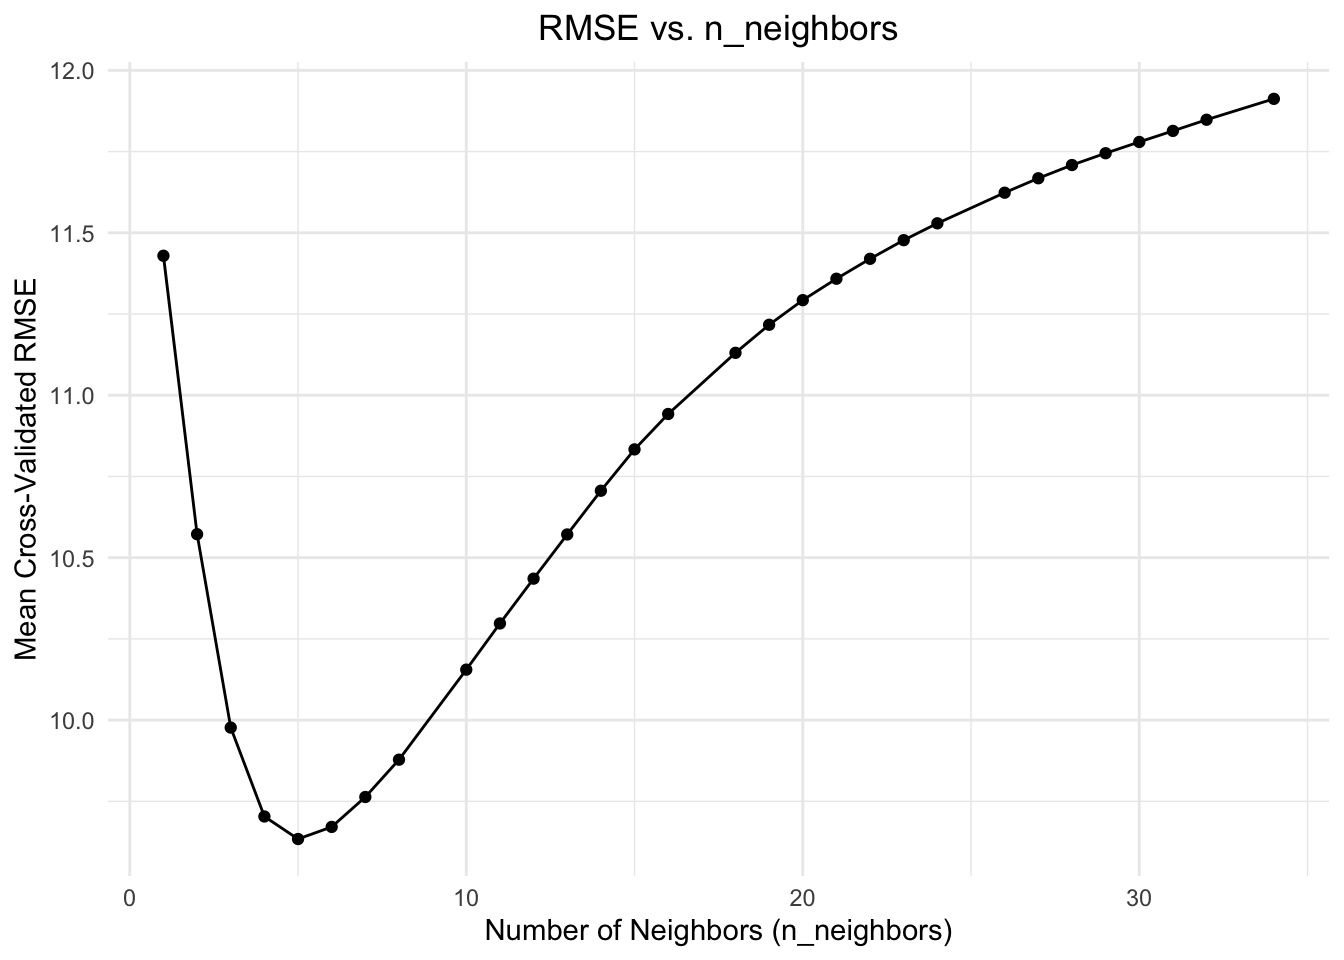 RMSE vs. n_neighbors
Mean Cross-Validated RMSE
12.0
11.5
11.0
10.5
10.0
0 10 20 30
Number of Neighbors (n_neighbors)